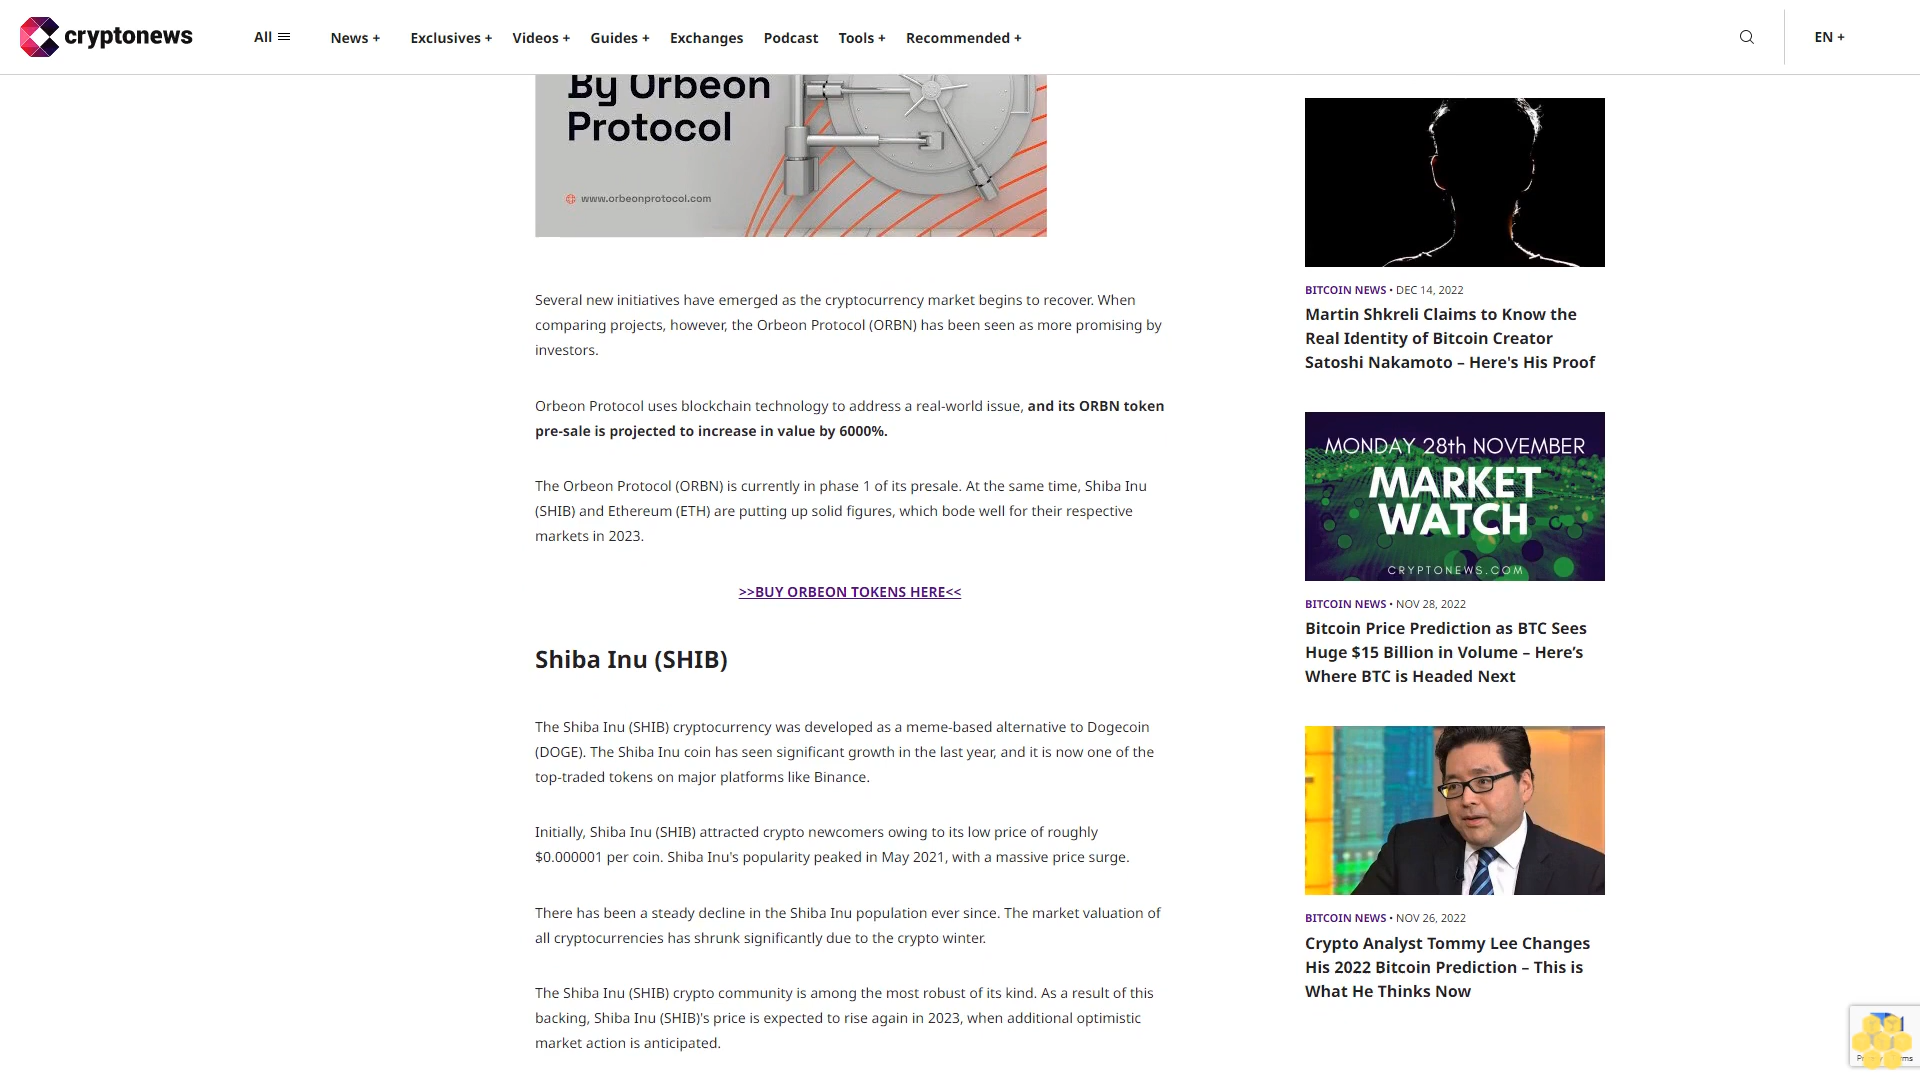 cryptonews
All
News +
Exclusives +
Videos +
Guides +
Exchanges
Podcast
Tools +
Recommended +
EN +
By Orbeon
Protocol
www.orbeonprotocol.com
Several new initiatives have emerged as the cryptocurrency market begins to recover. When
comparing projects, however, the Orbeon Protocol (ORBN) has been seen as more promising by
investors.
Orbeon Protocol uses blockchain technology to address a real-world issue, and its ORBN token
pre-sale is projected to increase in value by 6000%.
The Orbeon Protocol (ORBN) is currently in phase 1 of its presale. At the same time, Shiba Inu
(SHIB) and Ethereum (ETH) are putting up solid figures, which bode well for their respective
markets in 2023.
>>BUY ORBEON TOKENS HERE<<
Shiba Inu (SHIB)
The Shiba Inu (SHIB) cryptocurrency was developed as a meme-based alternative to Dogecoin
(DOGE). The Shiba Inu coin has seen significant growth in the last year, and it is now one of the
top-traded tokens on major platforms like Binance.
Initially, Shiba Inu (SHIB) attracted crypto newcomers owing to its low price of roughly
$0.000001 per coin. Shiba Inu's popularity peaked in May 2021, with a massive price surge.
There has been a steady decline in the Shiba Inu population ever since. The market valuation of
all cryptocurrencies has shrunk significantly due to the crypto winter.
The Shiba Inu (SHIB) crypto community is among the most robust of its kind. As a result of this
backing, Shiba Inu (SHIB)'s price is expected to rise again in 2023, when additional optimistic
market action is anticipated.
BITCOIN NEWS • DEC 14, 2022
Martin Shkreli Claims to Know the
Real Identity of Bitcoin Creator
Satoshi Nakamoto – Here's His Proof
MONDAY 28th NOVEMBER
MARKET
WATCH
CRYPTONEWS.COM
BITCOIN NEWS • NOV 28, 2022
Bitcoin Price Prediction as BTC Sees
Huge $15 Billion in Volume – Here’s
Where BTC is Headed Next
BITCOIN NEWS • NOV 26, 2022
Crypto Analyst Tommy Lee Changes
His 2022 Bitcoin Prediction – This is
What He Thinks Now